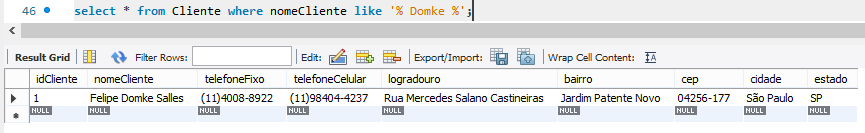 46 select * from Cliente where nomeCliente like '% Domke %';
Result Grid Filter Rows: Edit: Export/Import: Wrap Cell Content:
idCliente nomeCliente telefoneFixo telefoneCelular logradouro bairro cep cidade estado
1 Felipe Domke Salles (11)4008-8922 (11)98404-4237 Rua Mercedes Salano Castineiras Jardim Patente Novo 04256-177 São Paulo SP
NULL NULL NULL NULL NULL NULL NULL NULL NULL